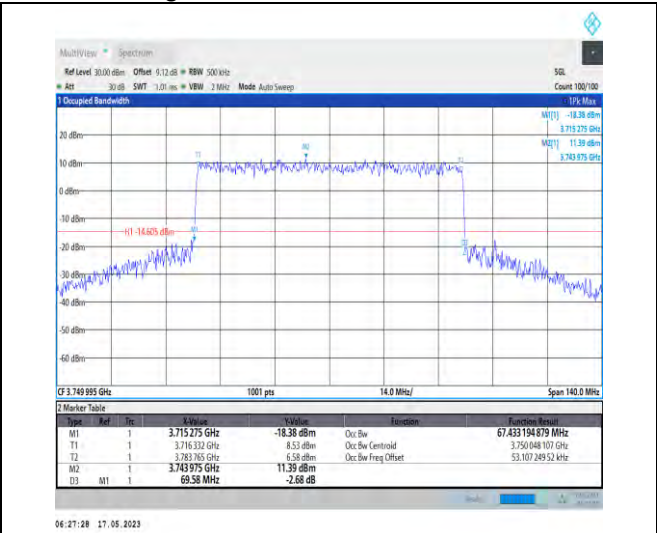 MultiView Spectrum
Ref Level 30.00 dBm Offset 9.12 dB RBW 500 kHz SGL
Att 30 dB SWT 1.01 ms VBW 2 MHz Mode Auto Sweep Count 100/100
1 Occupied Bandwidth 1Pk Max
M1[1] -18.38 dBm
3.715 275 GHz
20 dBm
M2[1] 11.39 dBm
3.743 975 GHz
M2
T1
10 dBm
0 dBm
-10 dBm
H1 -14.605 dBm
M1
-20 dBm
-30 dBm
-40 dBm
-50 dBm
-60 dBm
CF 3.749 995 GHz 1001 pts 14.0 MHz/ Span 140.0 MHz
2 Marker Table
Type Ref Trc X-Value Y-Value Function Function Result
M1 1 3.715 275 GHz -18.38 dBm Occ Bw 67.433 194 879 MHz
T1 1 3.716 332 GHz 8.53 dBm Occ Bw Centroid 3.750 048 107 GHz
T2 1 3.783 765 GHz 6.58 dBm Occ Bw Freq Offset 53.107 249 52 kHz
M2 1 3.743 975 GHz 11.39 dBm
D3 M1 1 69.58 MHz -2.68 dB
06:27:28 17.05.2023